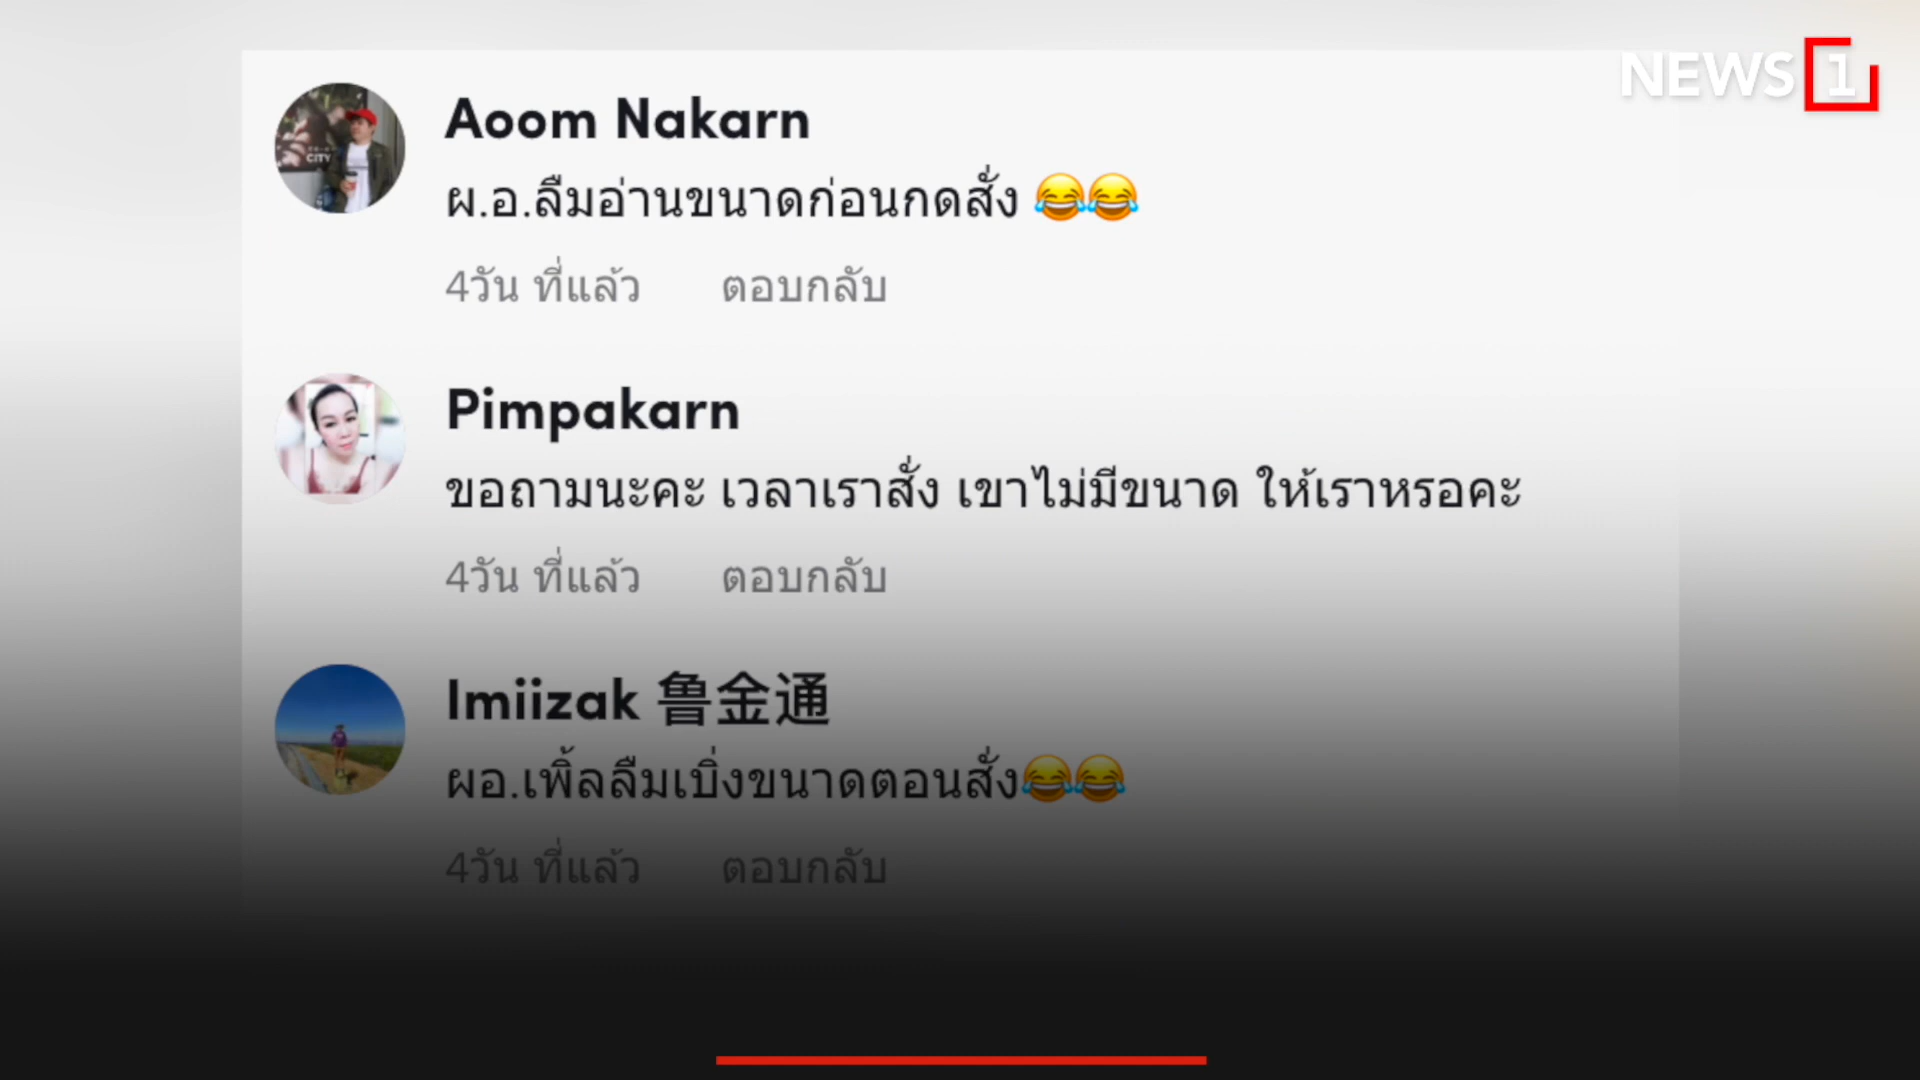 NEWS 1
Aoom Nakarn
ผ.อ.ลืมอ่านขนาดก่อนกดสั่ง 😂😂
4วัน ที่แล้ว ตอบกลับ
Pimpakarn
ขอถามนะคะ เวลาเราสั่ง เขาไม่มีขนาด ให้เราหรอคะ
4วัน ที่แล้ว ตอบกลับ
Imiizak 鲁金通
ผอ.เพิ้ลลืมเบิ่งขนาดตอนสั่ง😂😂
4วัน ที่แล้ว ตอบกลับ